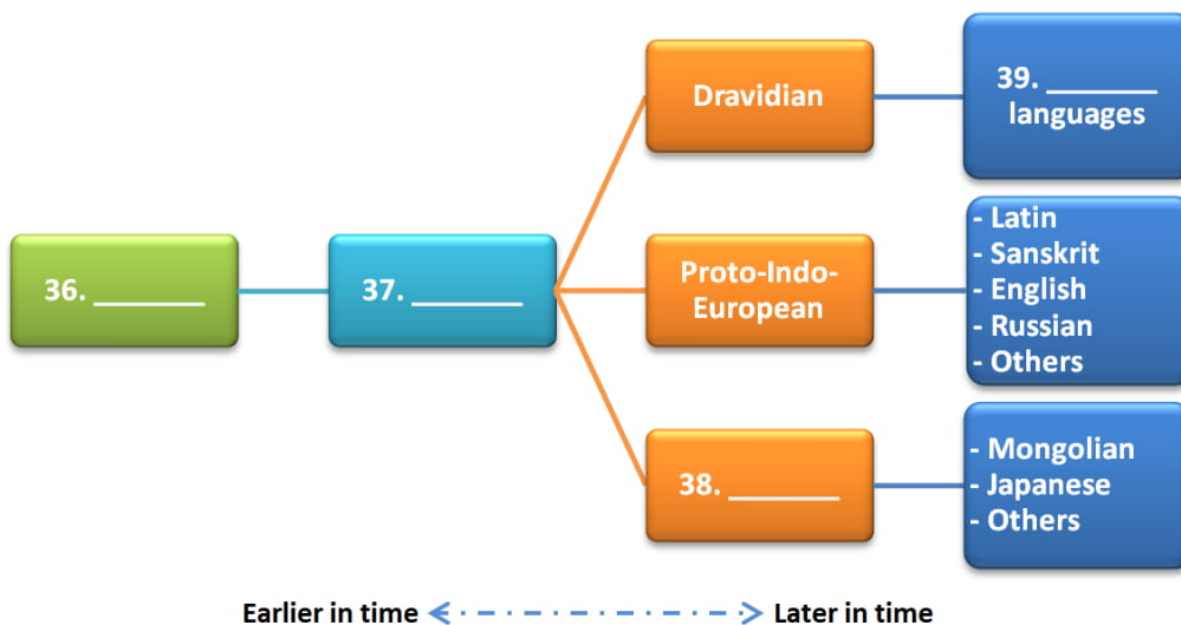 36. _______
37. _______
Dravidian
39. _______
languages
Proto-Indo-
European
- Latin
- Sanskrit
- English
- Russian
- Others
38. _______
- Mongolian
- Japanese
- Others
Earlier in time
Later in time